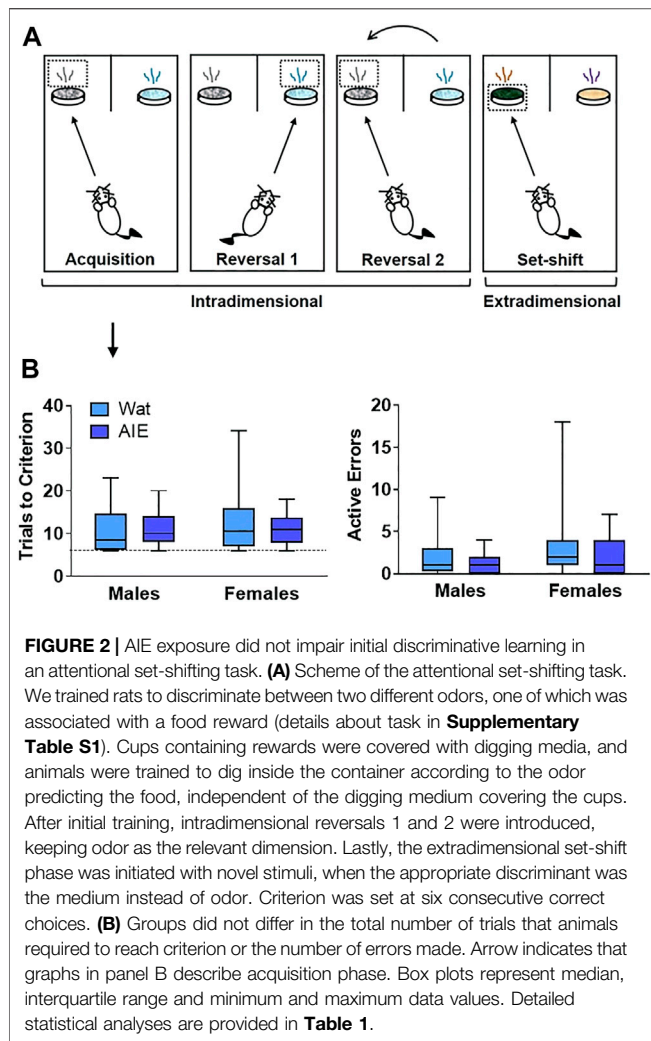 A
Acquisition
Reversal 1
Reversal 2
Set-shift
Intradimensional
Extradimensional
B
Trials to Criterion
40
30
20
10
0
Wat
AIE
Males
Females
Active Errors
20
15
10
5
0
Males
Females
FIGURE 2 | AIE exposure did not impair initial discriminative learning in
an attentional set-shifting task. (A) Scheme of the attentional set-shifting task.
We trained rats to discriminate between two different odors, one of which was
associated with a food reward (details about task in Supplementary
Table S1). Cups containing rewards were covered with digging media, and
animals were trained to dig inside the container according to the odor
predicting the food, independent of the digging medium covering the cups.
After initial training, intradimensional reversals 1 and 2 were introduced,
keeping odor as the relevant dimension. Lastly, the extradimensional set-shift
phase was initiated with novel stimuli, when the appropriate discriminant was
the medium instead of odor. Criterion was set at six consecutive correct
choices. (B) Groups did not differ in the total number of trials that animals
required to reach criterion or the number of errors made. Arrow indicates that
graphs in panel B describe acquisition phase. Box plots represent median,
interquartile range and minimum and maximum data values. Detailed
statistical analyses are provided in Table 1.